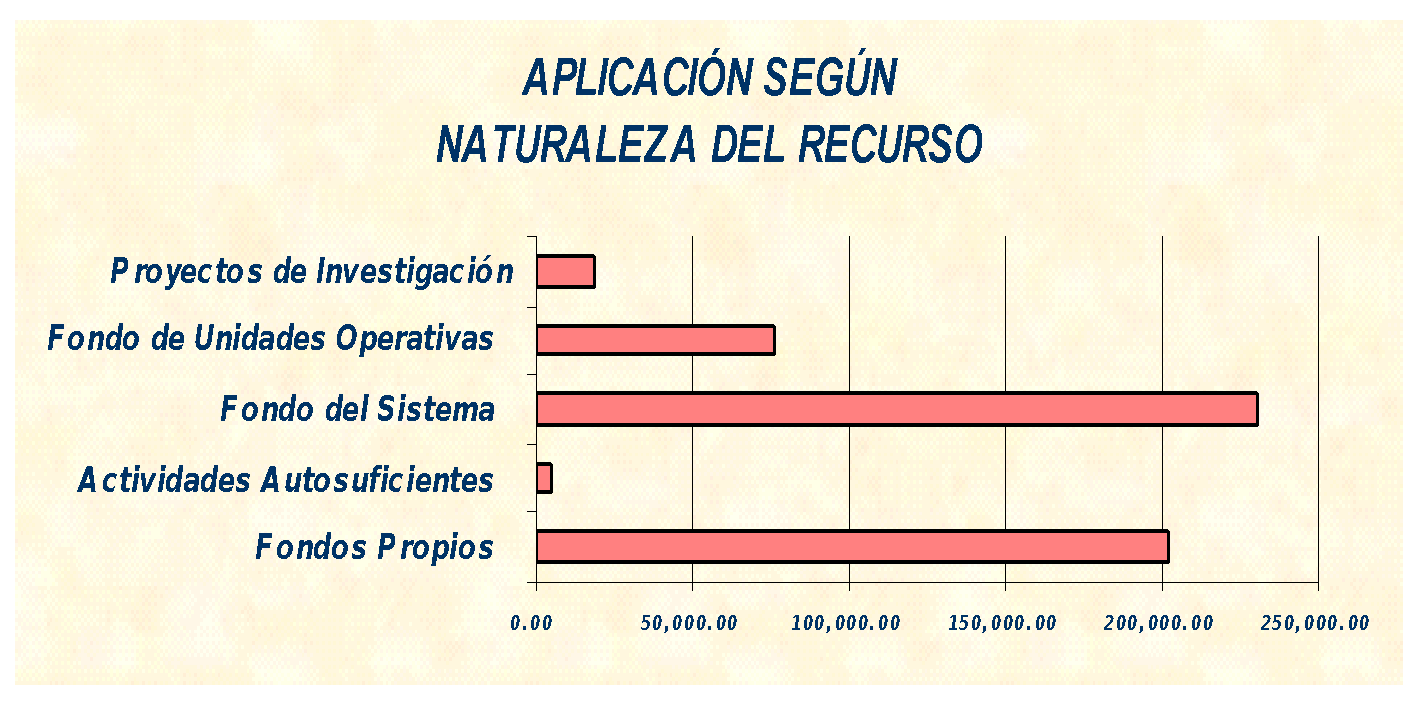 APLICACIÓN SEGÚN
NATURALEZA DEL RECURSO
Proyectos de Investigación
Fondo de Unidades Operativas
Fondo del Sistema
Actividades Autosuficientes
Fondos Propios
0.00 50,000.00 100,000.00 150,000.00 200,000.00 250,000.00